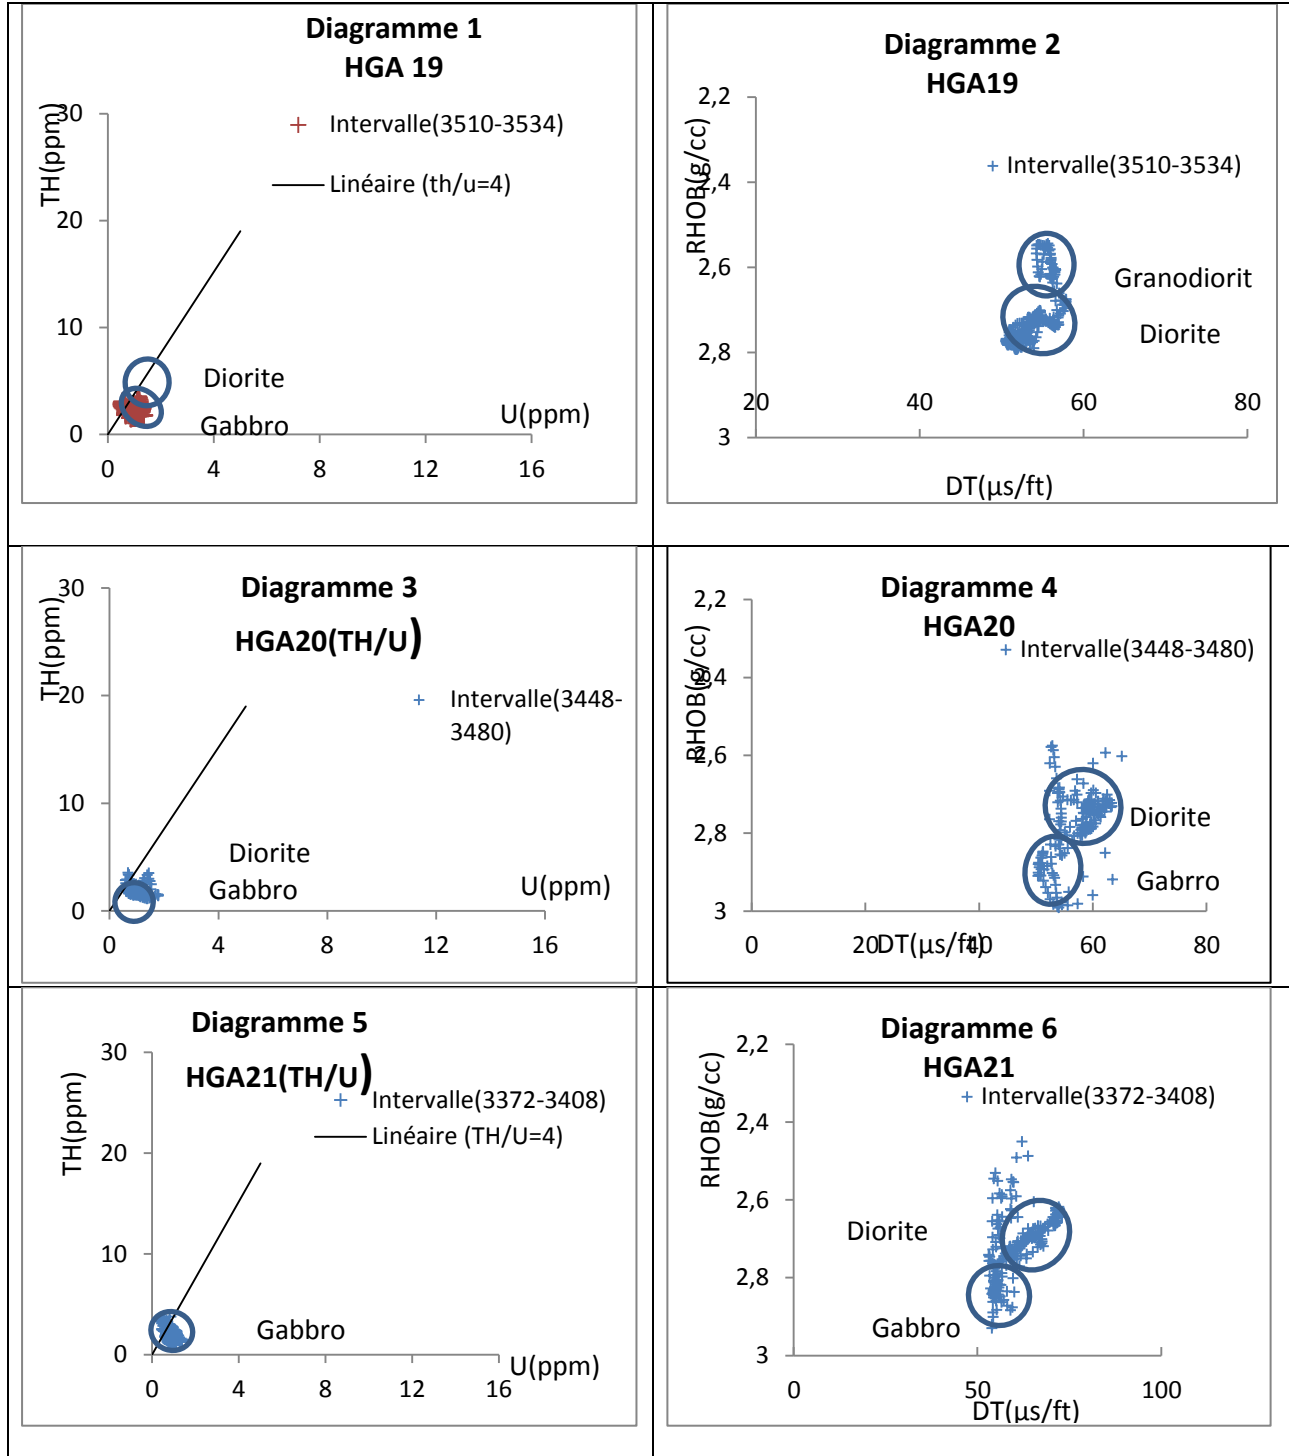 Diagramme 1
HGA 19
TH(ppm)
30
20
10
0
Intervalle(3510-3534)
Linéaire (th/u=4)
Diorite
Gabbro
U(ppm)
0 4 8 12 16
Diagramme 2
HGA19
RHOB(g/cc)
2,2
2,4
2,6
2,8
3
Intervalle(3510-3534)
Granodiorit
Diorite
20 40 60 80
DT(µs/ft)
Diagramme 3
HGA20(TH/U)
TH(ppm)
30
20
10
0
Intervalle(3448-
3480)
Diorite
Gabbro
U(ppm)
0 4 8 12 16
Diagramme 4
HGA20
RHOB(g/cc)
2,2
2,4
2,6
2,8
3
Intervalle(3448-3480)
Diorite
Gabrro
0 20 40 60 80
DT(µs/ft)
Diagramme 5
HGA21(TH/U)
TH(ppm)
30
20
10
0
Intervalle(3372-3408)
Linéaire (TH/U=4)
Gabbro
U(ppm)
0 4 8 12 16
Diagramme 6
HGA21
RHOB(g/cc)
2,2
2,4
2,6
2,8
3
Intervalle(3372-3408)
Diorite
Gabbro
0 50 100
DT(µs/ft)